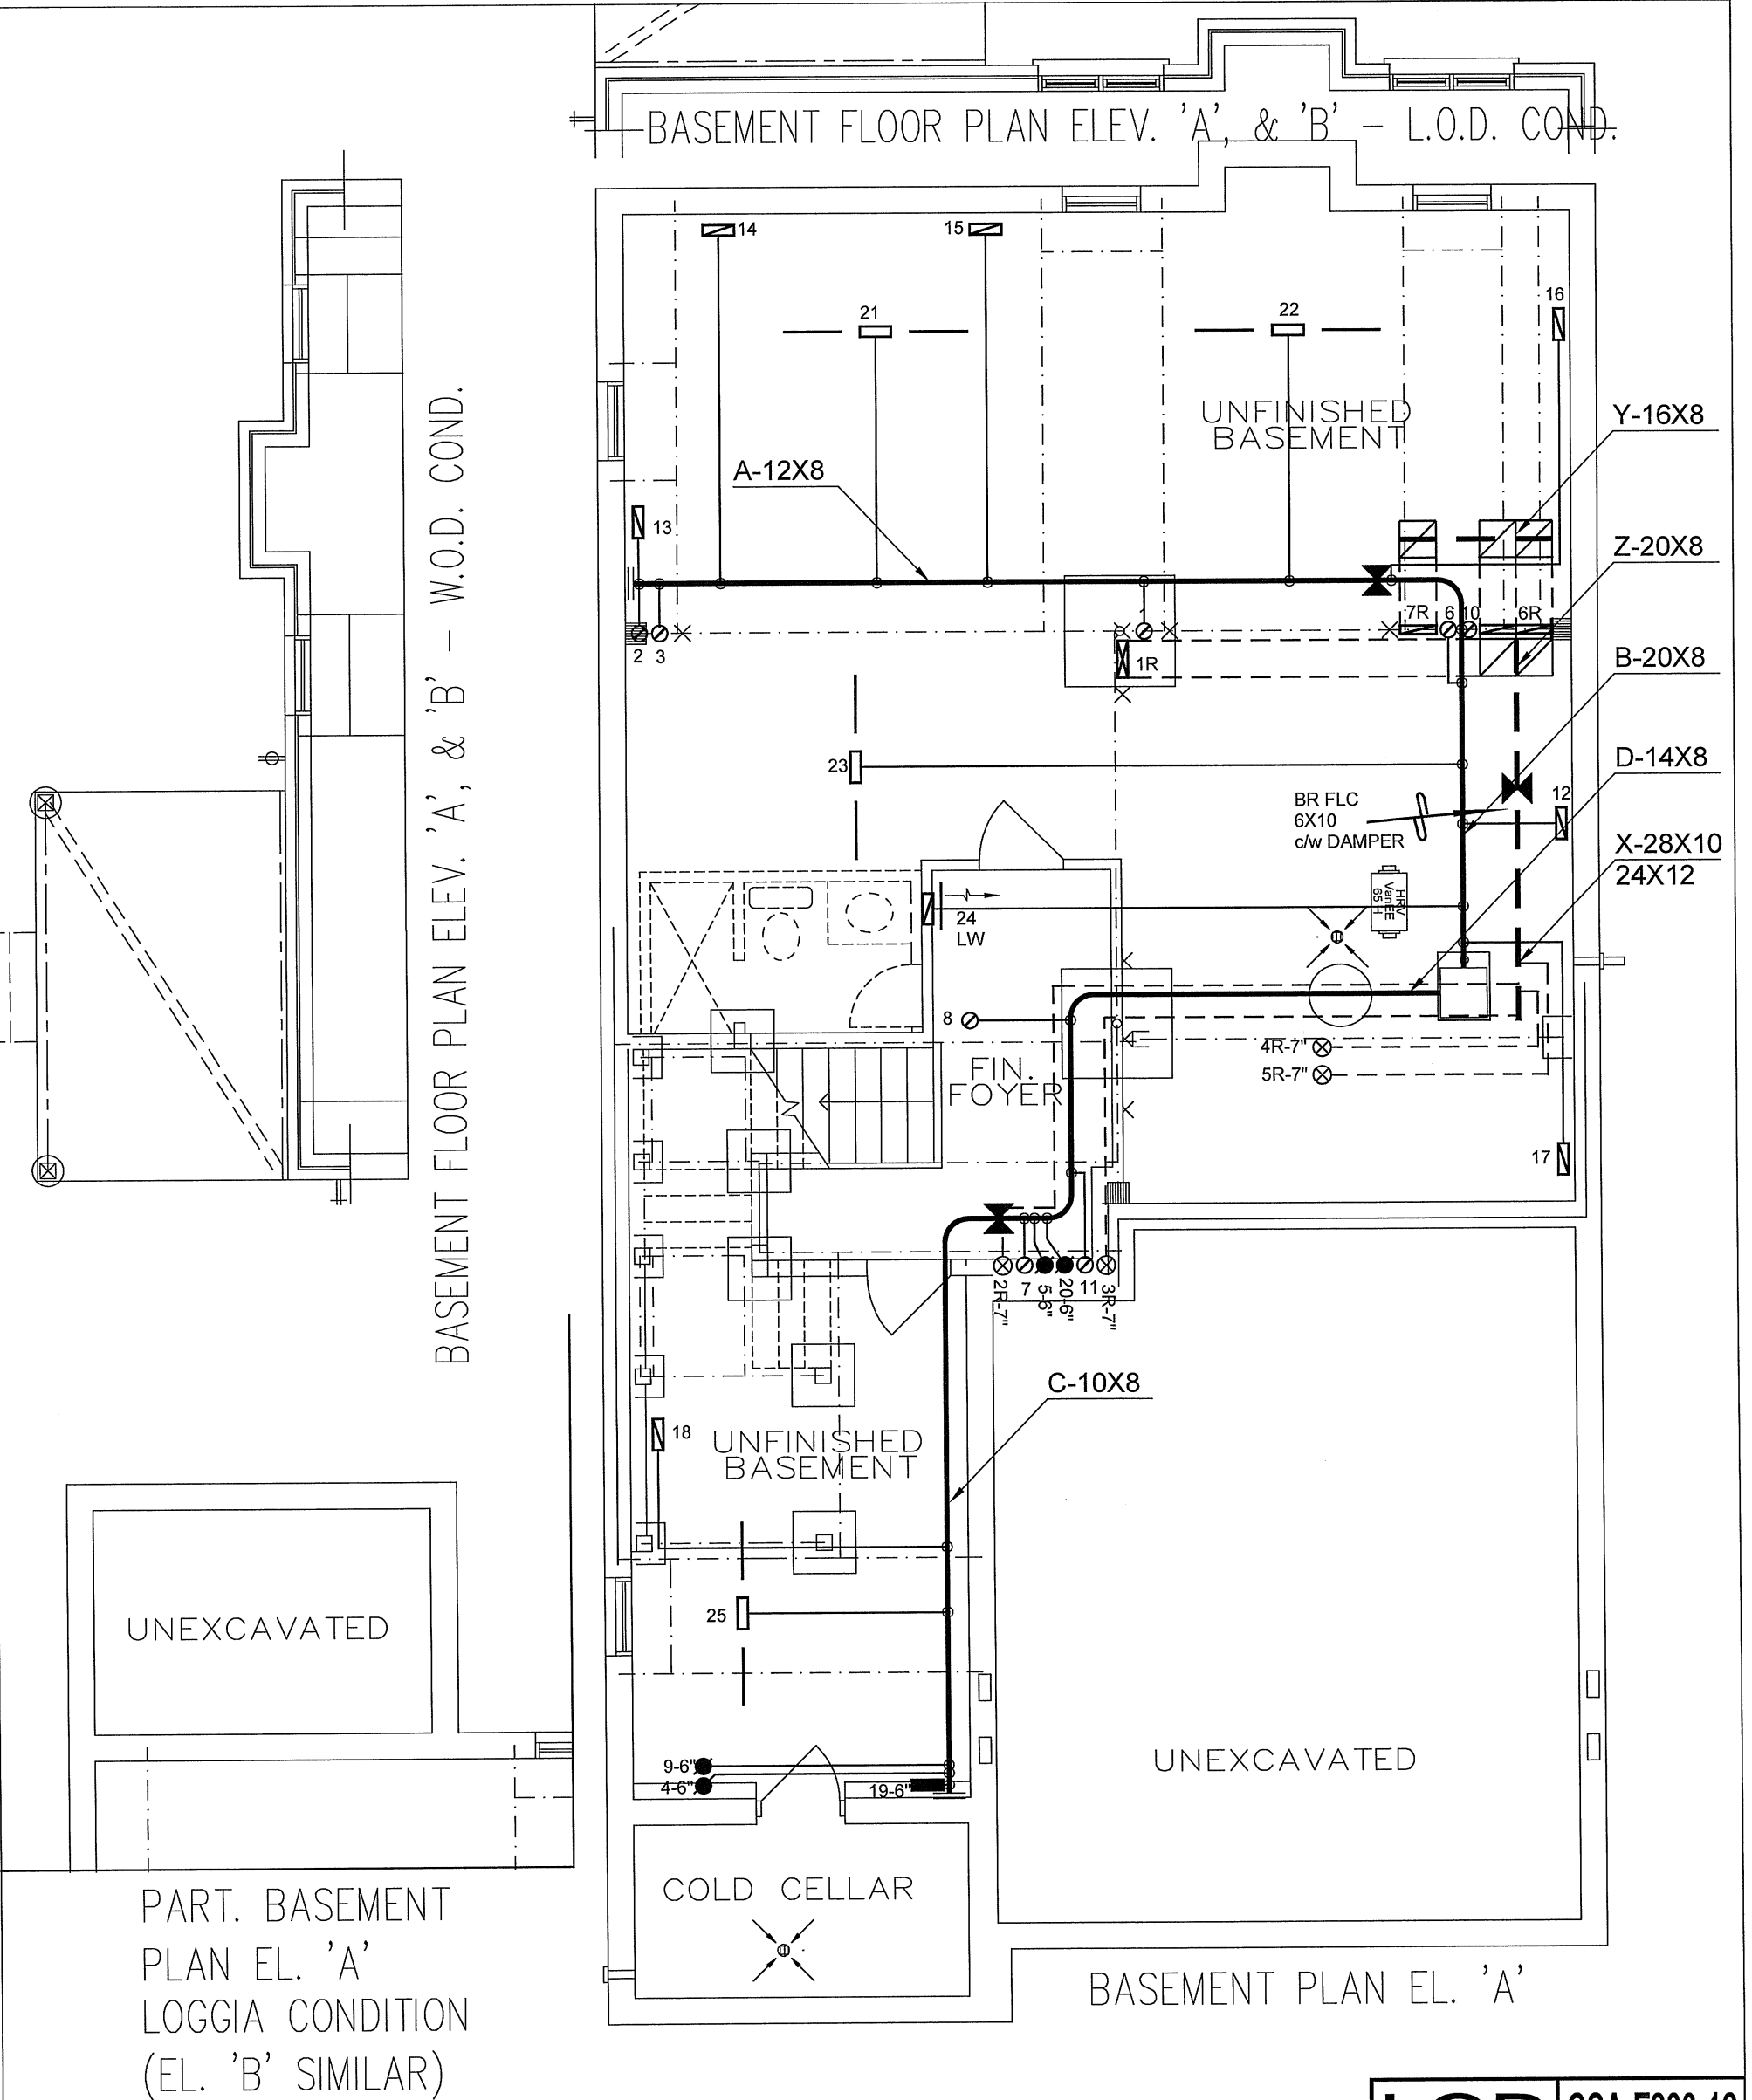 BASEMENT FLOOR PLAN ELEV. 'A', & 'B' - L.O.D. COND.
14
15
16
21
22
UNFINISHED
BASEMENT
Y-16X8
A-12X8
13
Z-20X8
2
3
1R
7R
6
10
6R
B-20X8
BASEMENT FLOOR PLAN ELEV. 'A', & 'B' - W.O.D. COND.
23
D-14X8
BR FLC
6X10
c/w DAMPER
12
X-28X10
24X12
HRV
VanEE
65 H
24
LW
8
FIN.
FOYER
4R-7"
5R-7"
17
2R-7"
7
5-6"
20-6"
11
3R-7"
C-10X8
18
UNFINISHED
BASEMENT
25
UNEXCAVATED
9-6"
4-6"
19-6"
UNEXCAVATED
COLD CELLAR
PART. BASEMENT
PLAN EL. 'A'
LOGGIA CONDITION
(EL. 'B' SIMILAR)
BASEMENT PLAN EL. 'A'